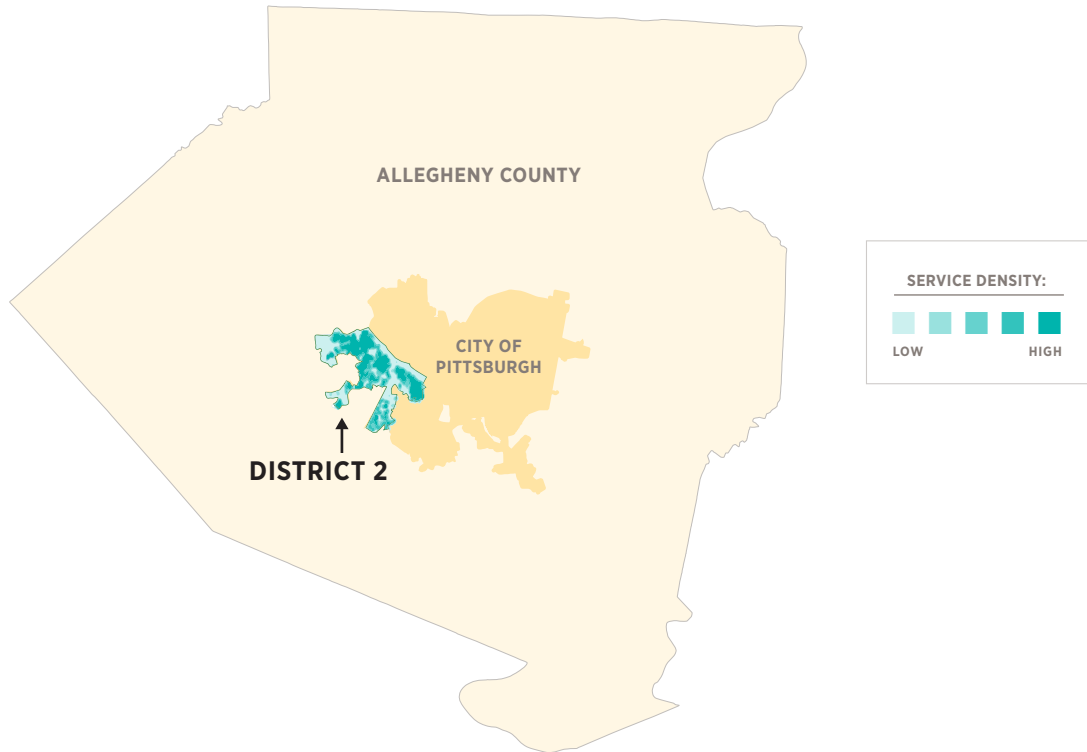 ALLEGHENY COUNTY
CITY OF
PITTSBURGH
DISTRICT 2
SERVICE DENSITY:
LOW
HIGH